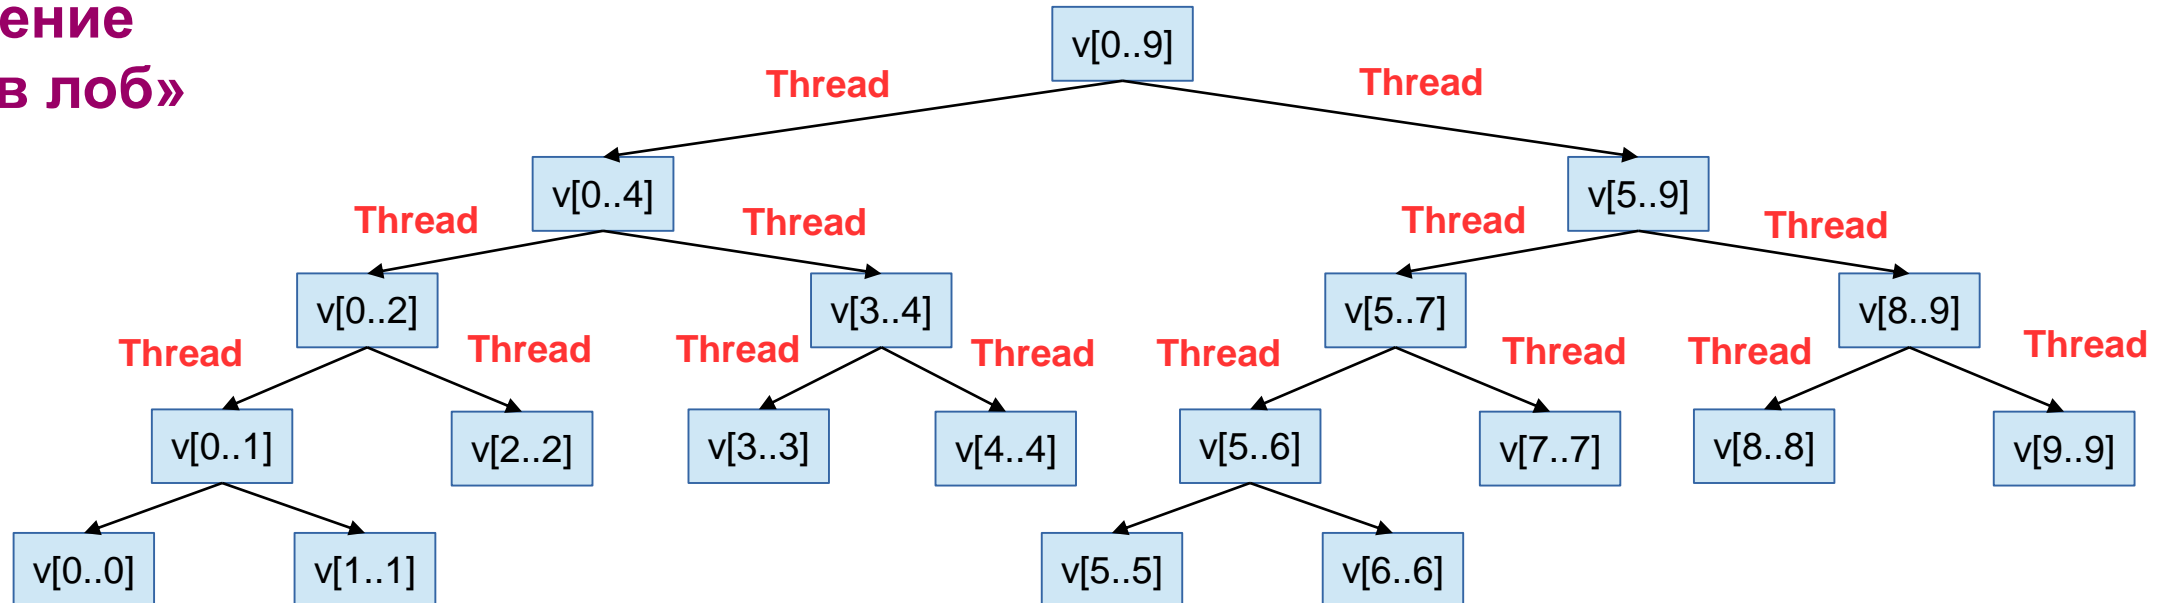 ение
в лоб»
v[0..9]
Thread Thread
v[0..4] v[5..9]
Thread Thread Thread Thread
v[0..2] v[3..4] v[5..7] v[8..9]
Thread Thread Thread Thread Thread Thread Thread Thread
v[0..1] v[2..2] v[3..3] v[4..4] v[5..6] v[7..7] v[8..8] v[9..9]
v[0..0] v[1..1] v[5..5] v[6..6]